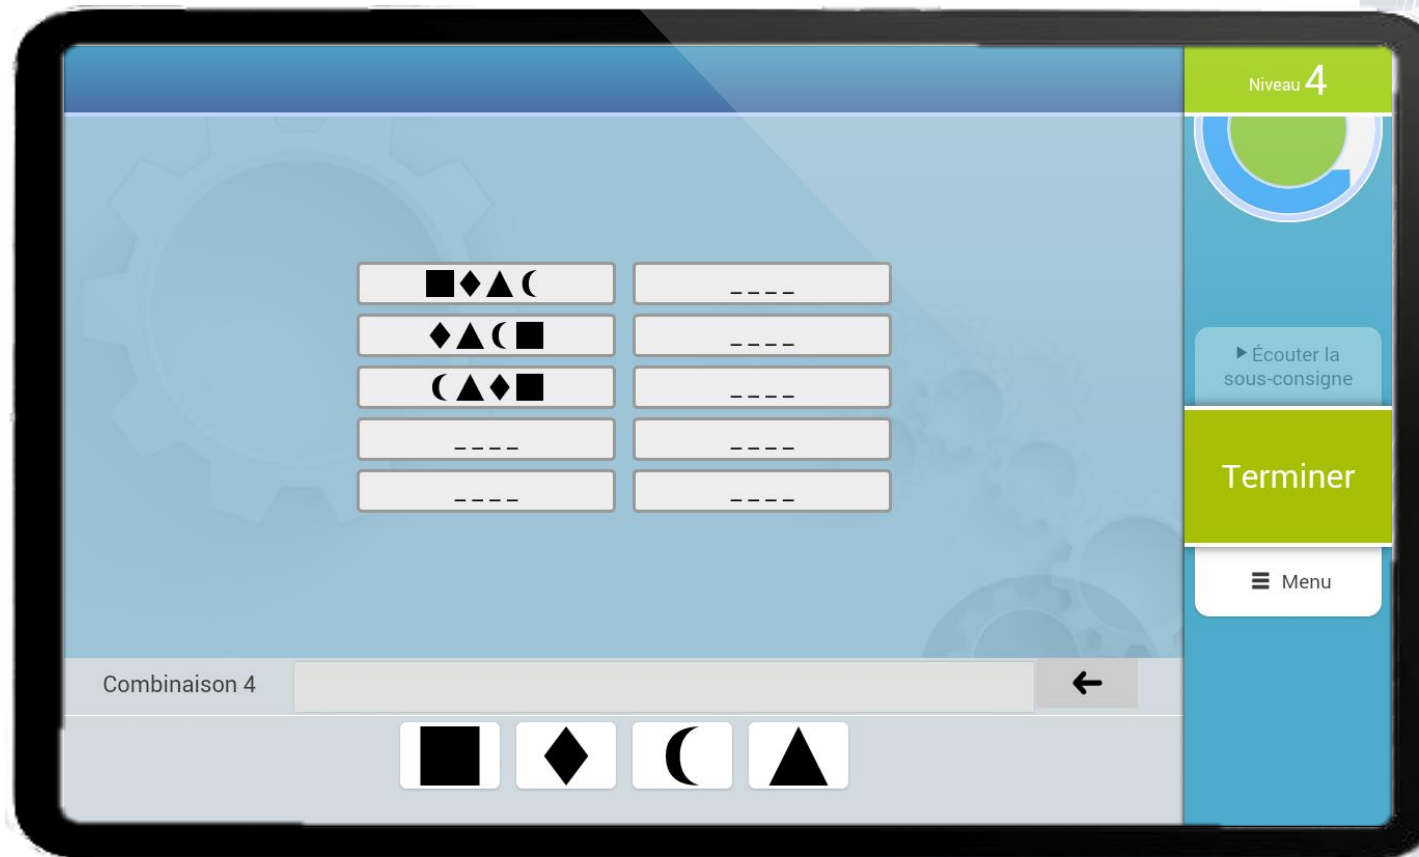 Niveau 4
■♦▲☾ _ _ _ _
♦▲☾■ _ _ _ _
☾▲♦■ _ _ _ _
_ _ _ _ _ _ _ _
_ _ _ _ _ _ _ _
▶ Écouter la
sous-consigne
Terminer
☰ Menu
Combinaison 4 ←
■ ♦ ☾ ▲